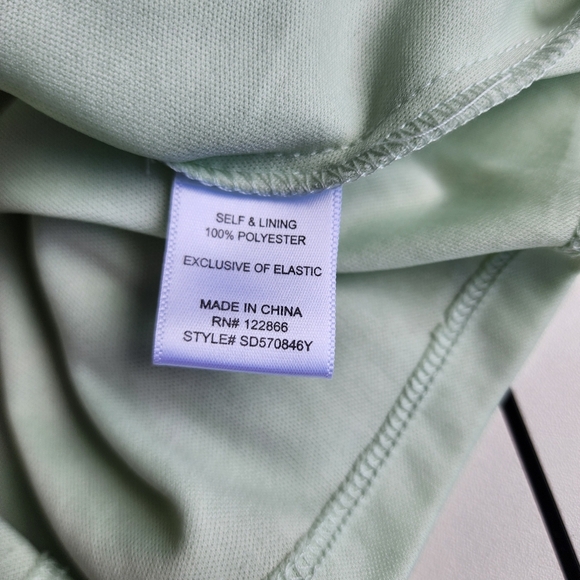 SELF & LINING
100% POLYESTER
EXCLUSIVE OF ELASTIC
MADE IN CHINA
RN# 122866
STYLE# SD570846Y